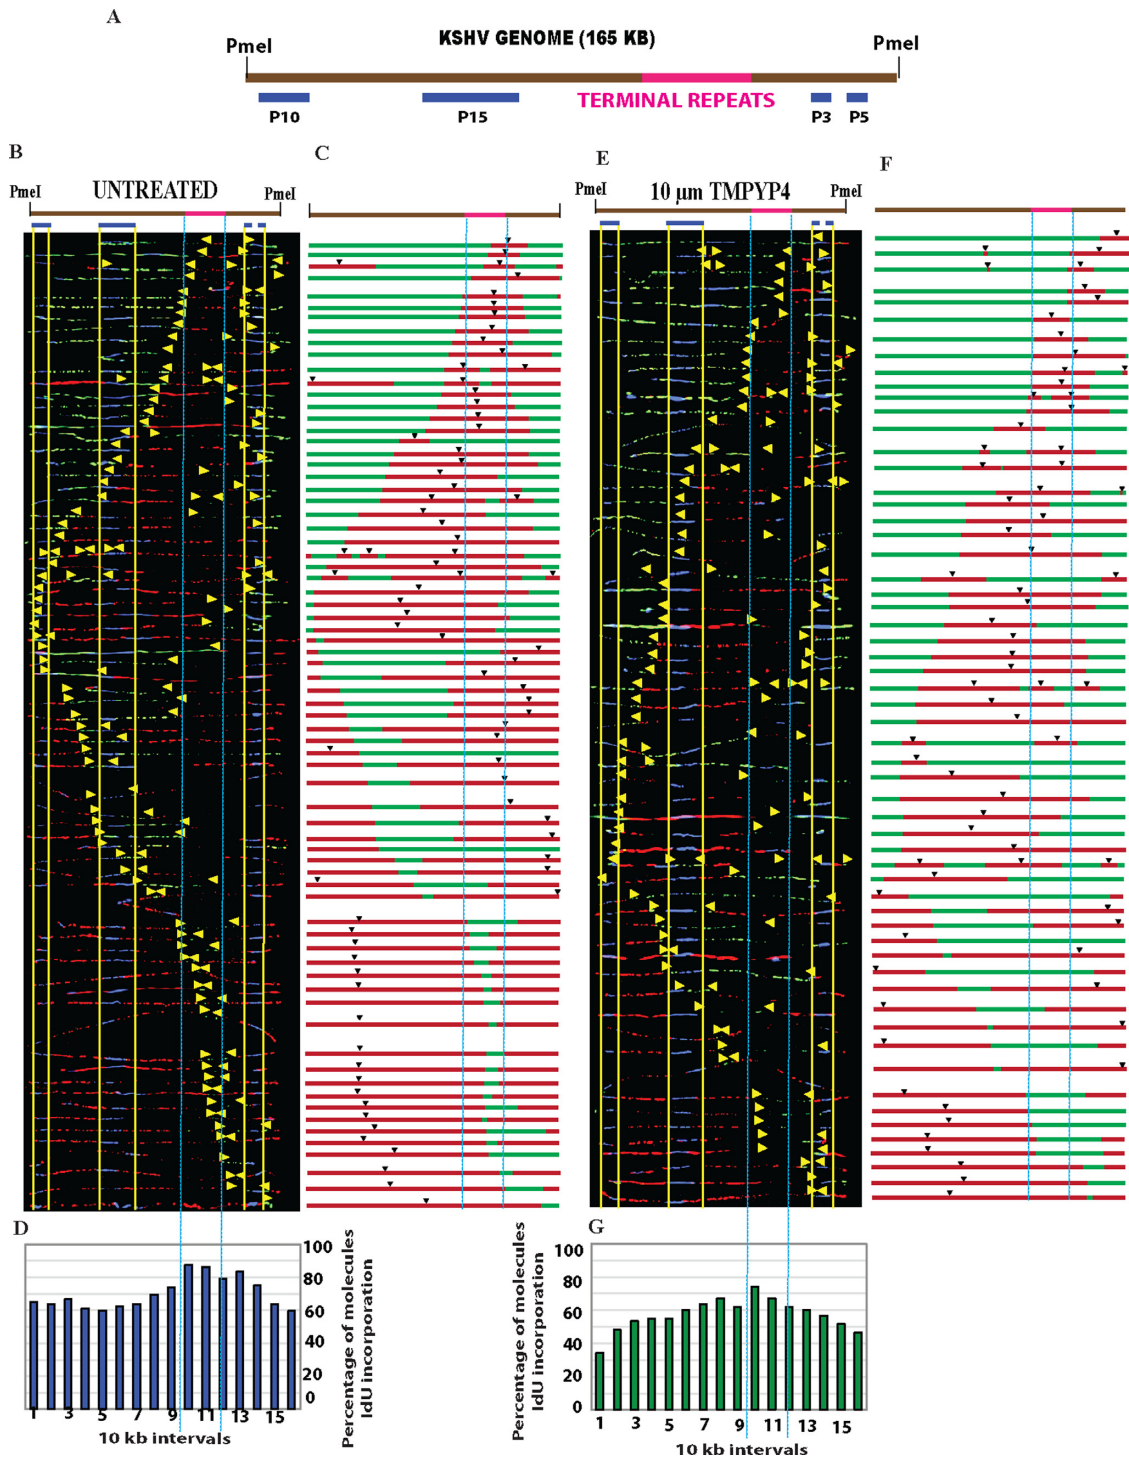 A
KSHV GENOME (165 KB)
PmeI
PmeI
TERMINAL REPEATS
P10
P15
P3
P5
B
C
E
F
PmeI
UNTREATED
PmeI
PmeI
10 µm TMPYP4
PmeI
D
100
80
60
40
20
0
Percentage of molecules
IdU incorporation
1
3
5
7
9
11
13
15
10 kb intervals
G
Percentage of molecules
IdU incorporation
100
80
60
40
20
0
1
3
5
7
9
11
13
15
10 kb intervals